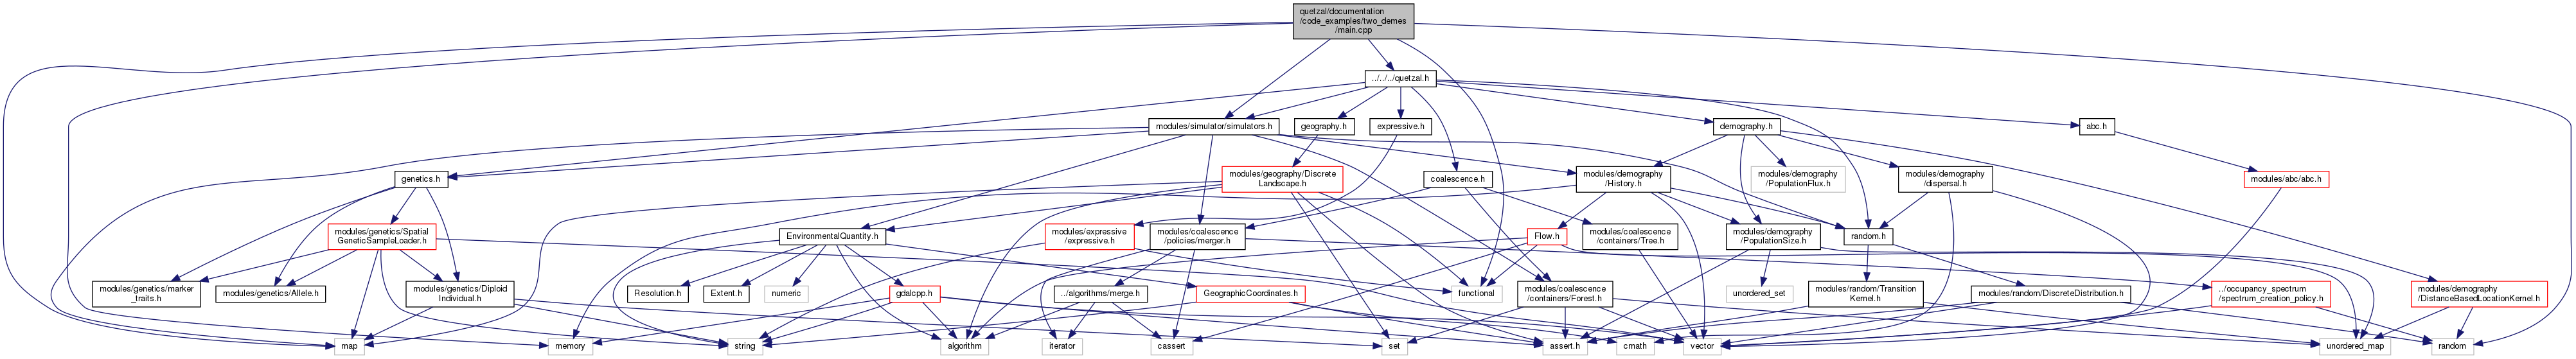 quetzal/documentation
/code_examples/two_demes
/main.cpp
../../../quetzal.h
modules/simulator/simulators.h
geography.h
expressive.h
demography.h
abc.h
genetics.h
modules/geography/Discrete
Landscape.h
coalescence.h
modules/demography
/History.h
modules/demography
/PopulationFlux.h
modules/demography
/dispersal.h
modules/abc/abc.h
modules/genetics/Spatial
GeneticSampleLoader.h
EnvironmentalQuantity.h
modules/expressive
/expressive.h
modules/coalescence
/policies/merger.h
modules/coalescence
/containers/Tree.h
Flow.h
modules/demography
/PopulationSize.h
random.h
modules/genetics/marker
_traits.h
modules/genetics/Allele.h
modules/genetics/Diploid
Individual.h
Resolution.h
Extent.h
numeric
gdalcpp.h
../algorithms/merge.h
GeographicCoordinates.h
functional
modules/coalescence
/containers/Forest.h
unordered_set
modules/random/Transition
Kernel.h
modules/random/DiscreteDistribution.h
../occupancy_spectrum
/spectrum_creation_policy.h
modules/demography
/DistanceBasedLocationKernel.h
map
memory
string
algorithm
iterator
cassert
set
assert.h
cmath
vector
unordered_map
random